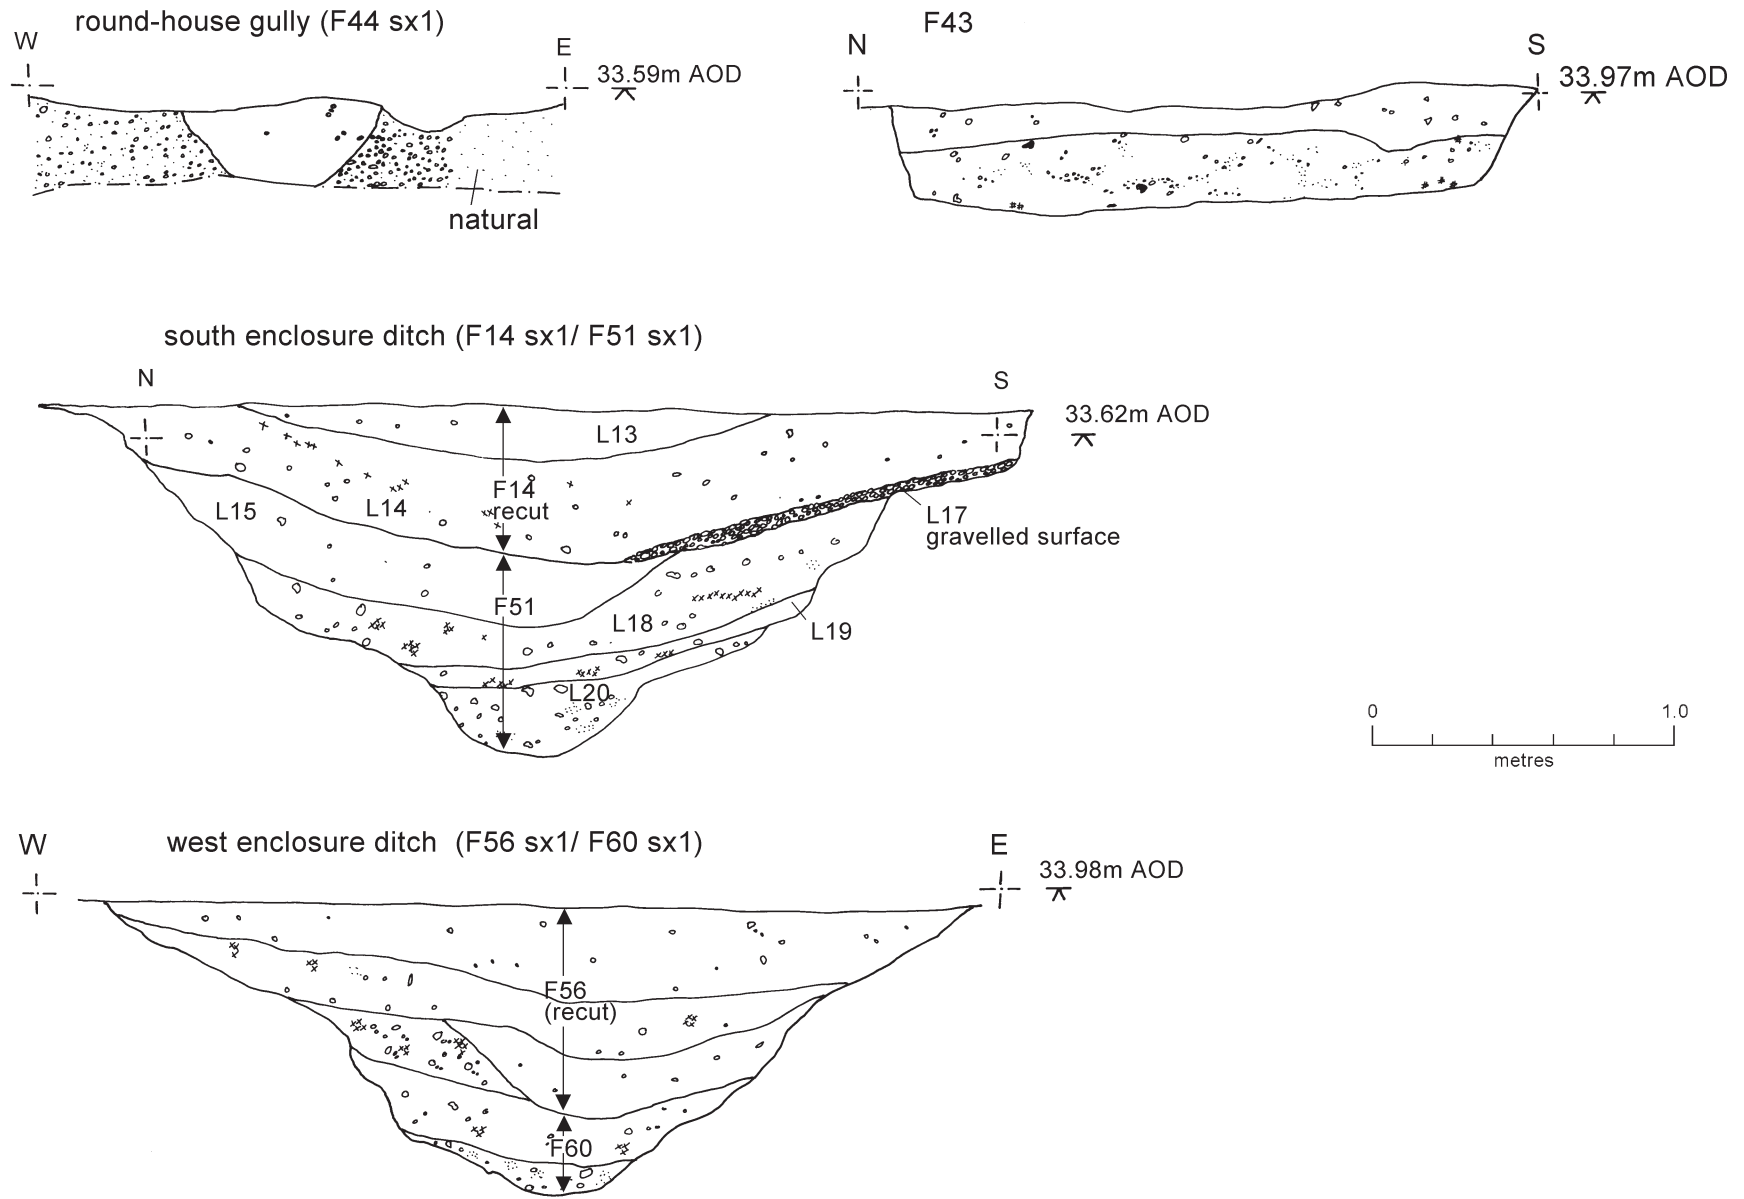 round-house gully (F44 sx1)
W
E
33.59m AOD
natural
F43
N
S
33.97m AOD
south enclosure ditch (F14 sx1/ F51 sx1)
N
S
33.62m AOD
L13
F14
recut
L14
L15
L17
gravelled surface
F51
L18
L19
L20
0
1.0
metres
west enclosure ditch (F56 sx1/ F60 sx1)
W
E
33.98m AOD
F56
(recut)
F60